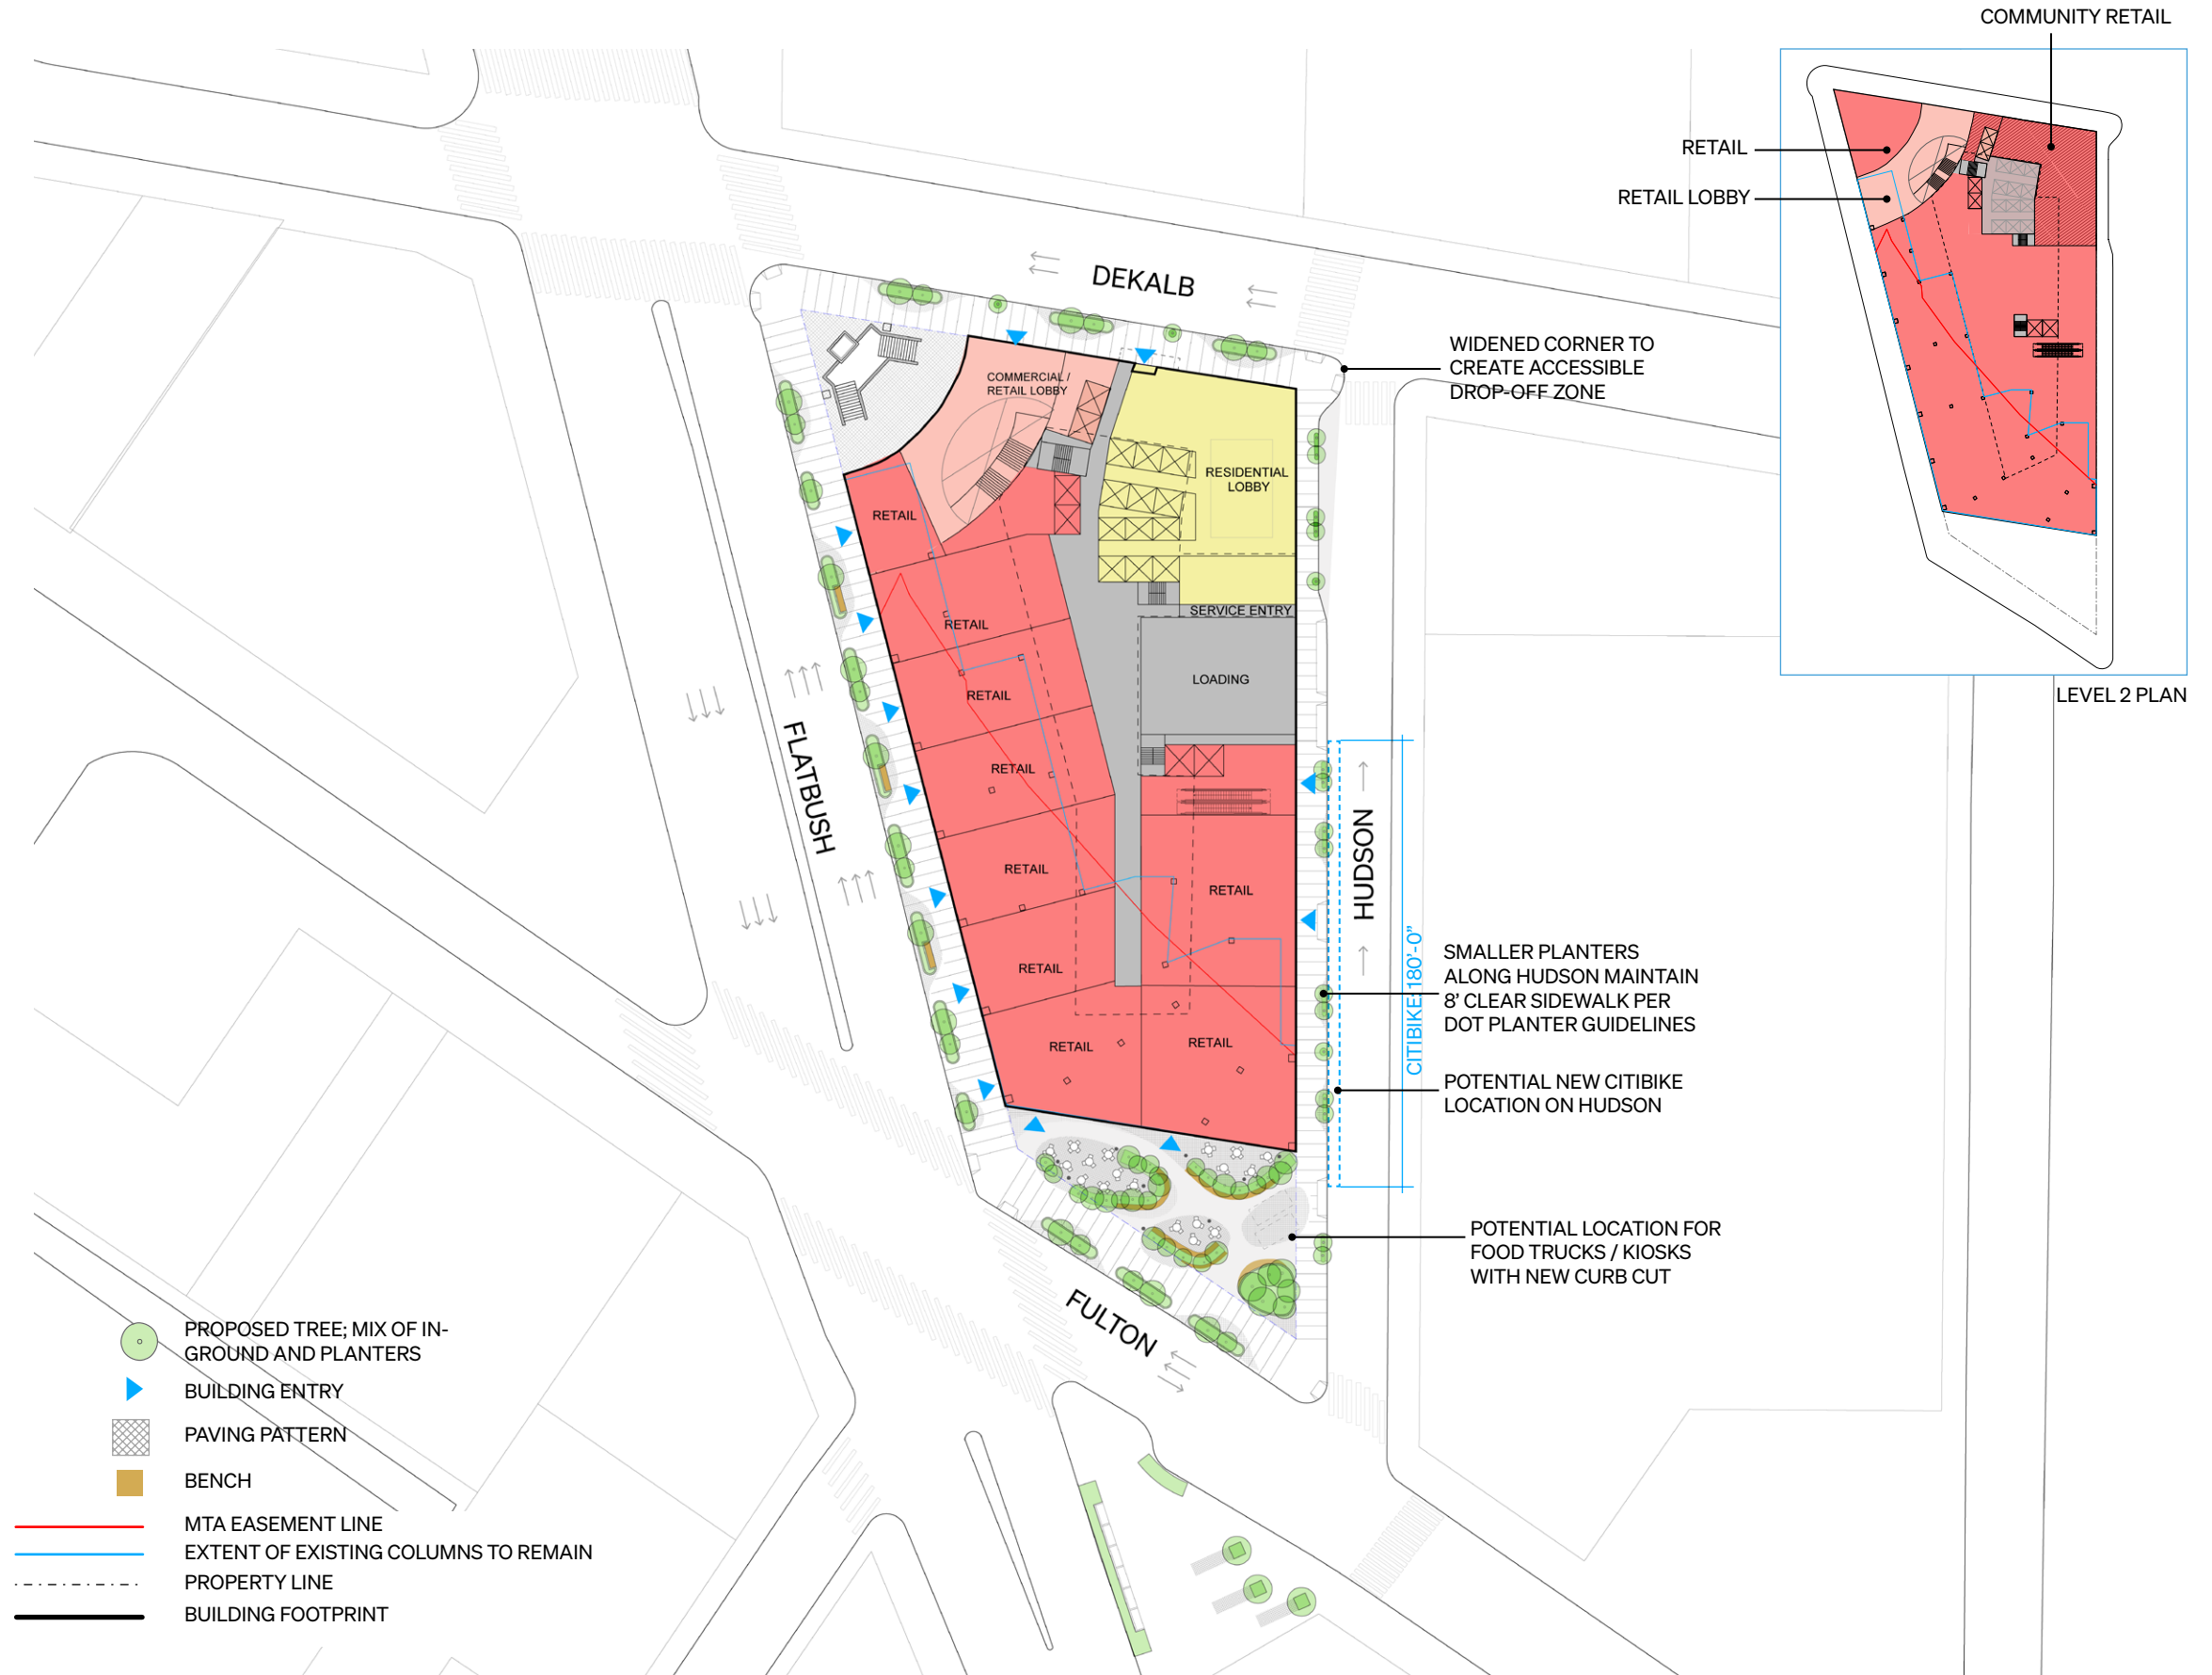 COMMUNITY RETAIL
RETAIL
RETAIL LOBBY
LEVEL 2 PLAN
DEKALB
WIDENED CORNER TO
CREATE ACCESSIBLE
DROP-OFF ZONE
COMMERCIAL /
RETAIL LOBBY
RESIDENTIAL
LOBBY
RETAIL
SERVICE ENTRY
RETAIL
LOADING
RETAIL
FLATBUSH
RETAIL
HUDSON
RETAIL
RETAIL
CITIBIKE: 180'-0"
SMALLER PLANTERS
ALONG HUDSON MAINTAIN
8’ CLEAR SIDEWALK PER
DOT PLANTER GUIDELINES
RETAIL
RETAIL
RETAIL
POTENTIAL NEW CITIBIKE
LOCATION ON HUDSON
POTENTIAL LOCATION FOR
FOOD TRUCKS / KIOSKS
WITH NEW CURB CUT
FULTON
PROPOSED TREE; MIX OF IN-
GROUND AND PLANTERS
BUILDING ENTRY
PAVING PATTERN
BENCH
MTA EASEMENT LINE
EXTENT OF EXISTING COLUMNS TO REMAIN
PROPERTY LINE
BUILDING FOOTPRINT